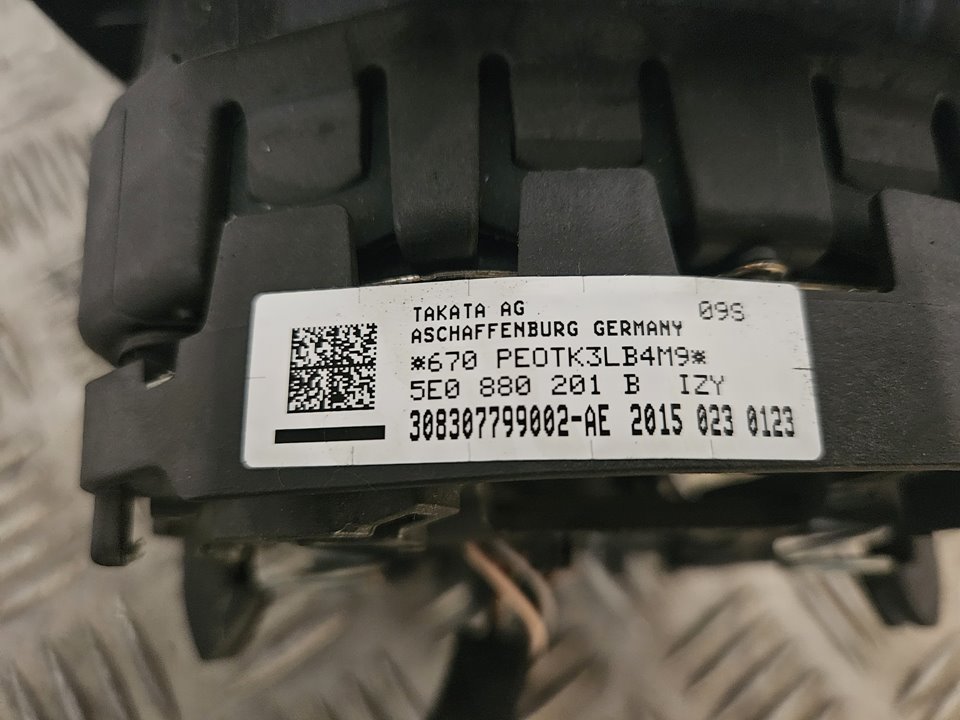 TAKATA AG 09S
ASCHAFFENBURG GERMANY
*670 PE0TK3LB4M9*
5E0 880 201 B IZY
308307799002-AE 2015 023 0123